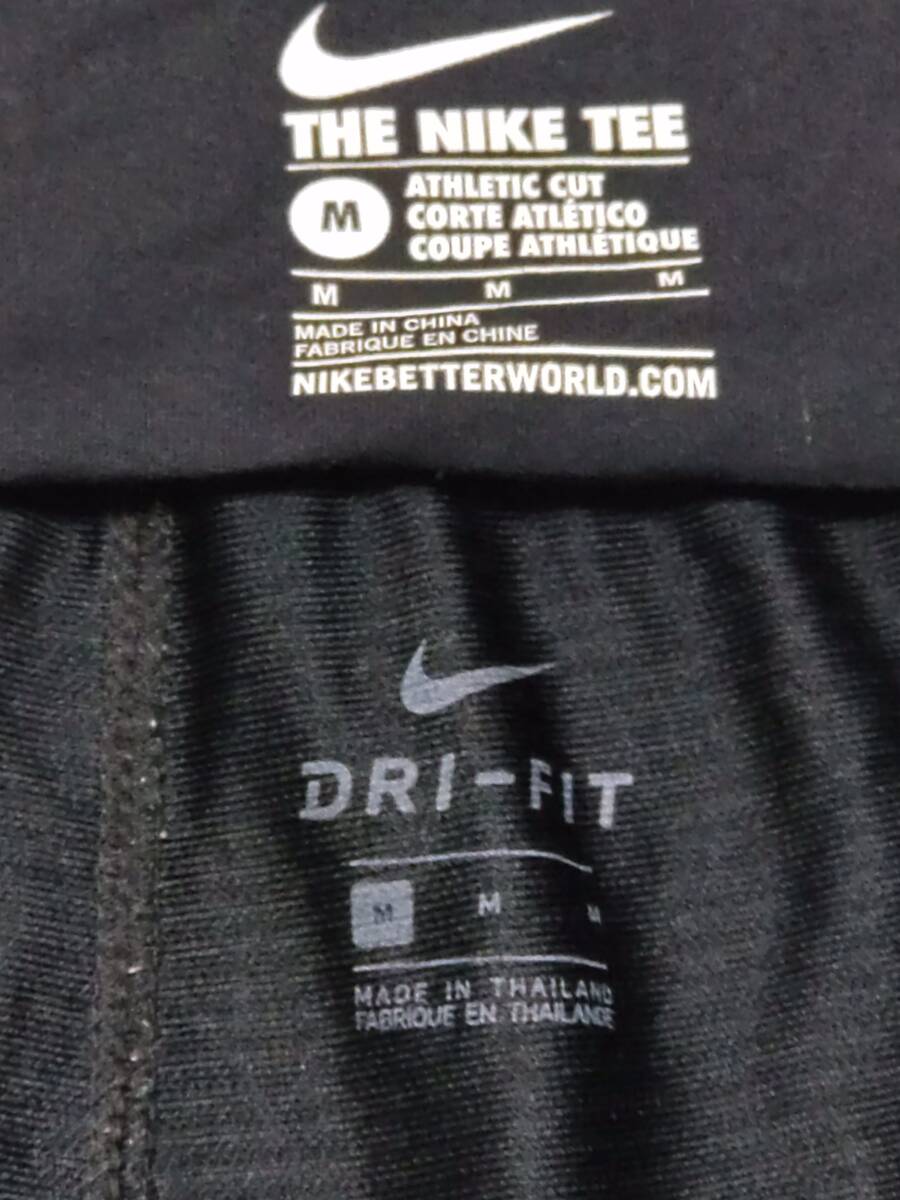 THE NIKE TEE
M
ATHLETIC CUT
CORTE ATLÉTICO
COUPE ATHLÉTIQUE
M M M
MADE IN CHINA
FABRIQUE EN CHINE
NIKEBETTERWORLD.COM
DRI-FIT
M M M
MADE IN THAILAND
FABRIQUE EN THAILANDE